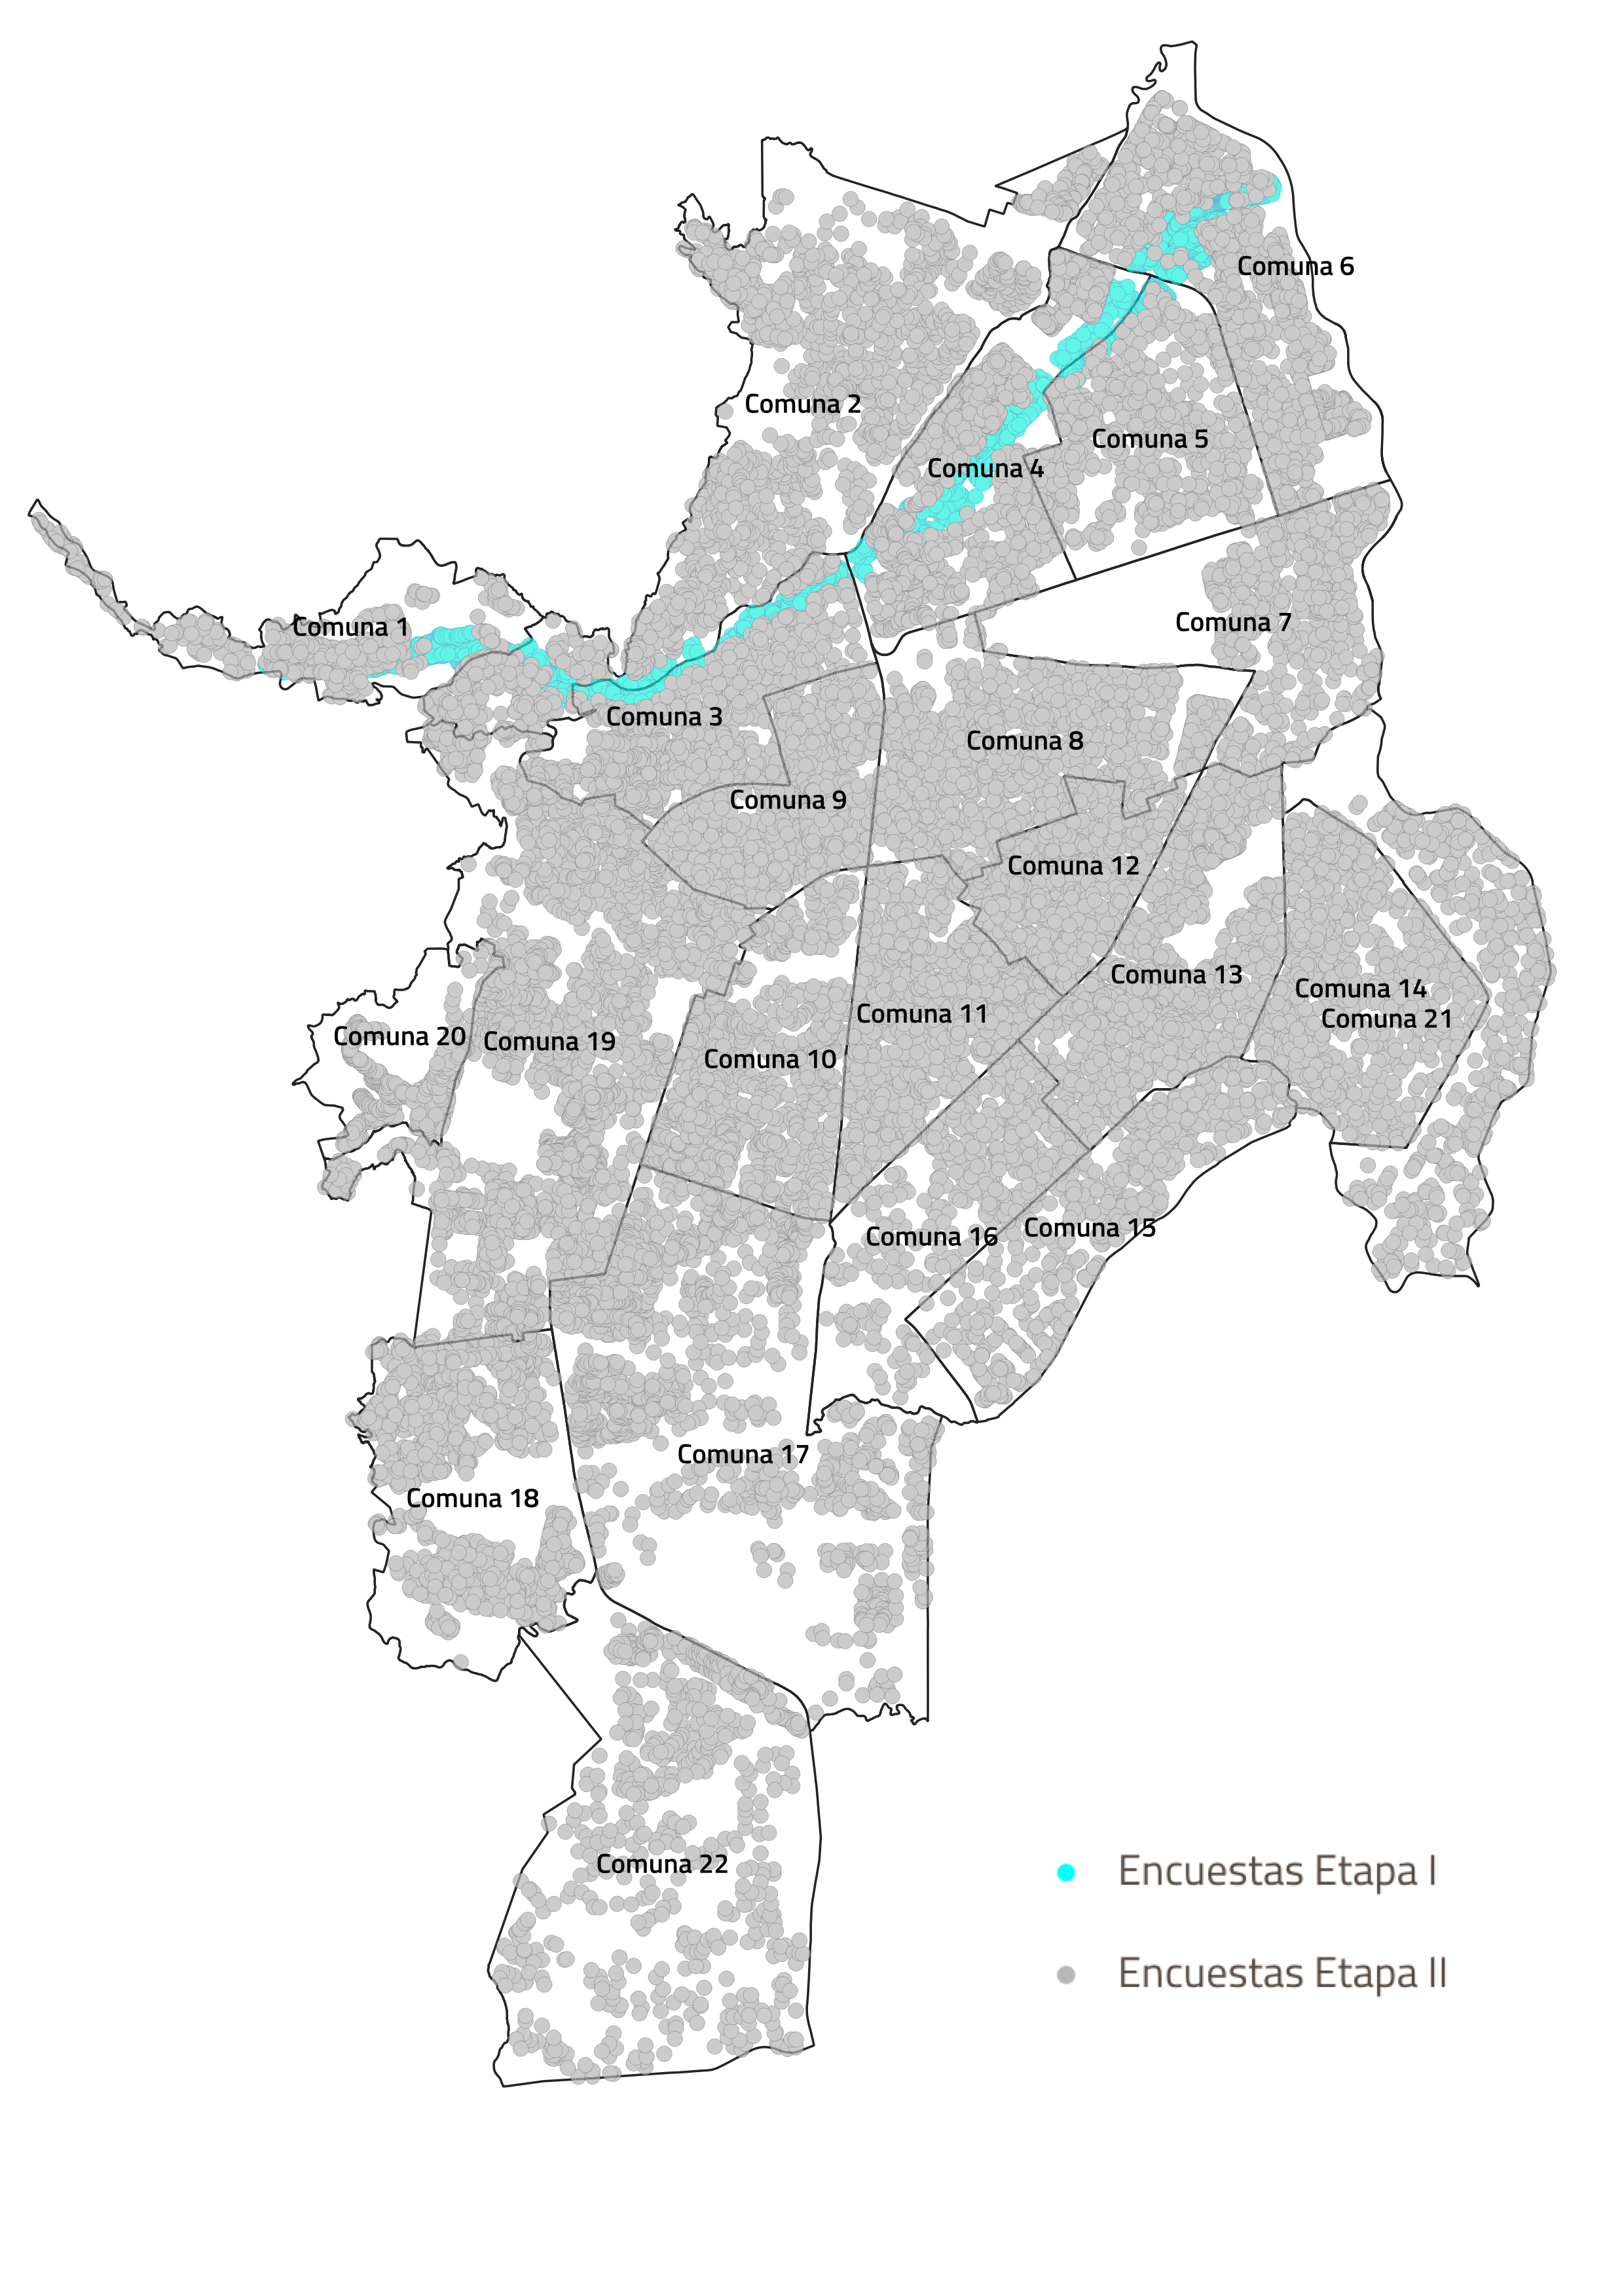 Comuna 6
Comuna 2
Comuna 5
Comuna 4
Comuna 1
Comuna 7
Comuna 3
Comuna 8
Comuna 9
Comuna 12
Comuna 13
Comuna 14
Comuna 11
Comuna 21
Comuna 20
Comuna 19
Comuna 10
Comuna 15
Comuna 16
Comuna 17
Comuna 18
Comuna 22
Encuestas Etapa I
Encuestas Etapa II